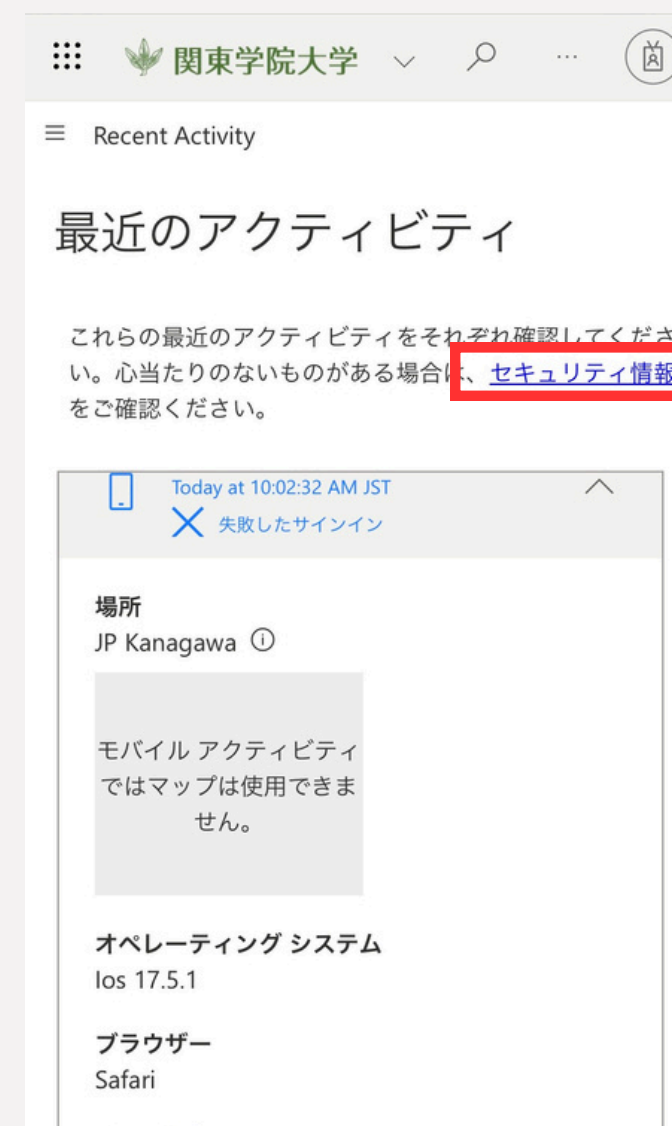 関東学院大学
Recent Activity
最近のアクティビティ
これらの最近のアクティビティをそれぞれ確認してくださ
い。心当たりのないものがある場合は、セキュリティ情報
をご確認ください。
Today at 10:02:32 AM JST
失敗したサインイン
場所
JP Kanagawa
モバイル アクティビティ
ではマップは使用できま
せん。
オペレーティング システム
Ios 17.5.1
ブラウザー
Safari